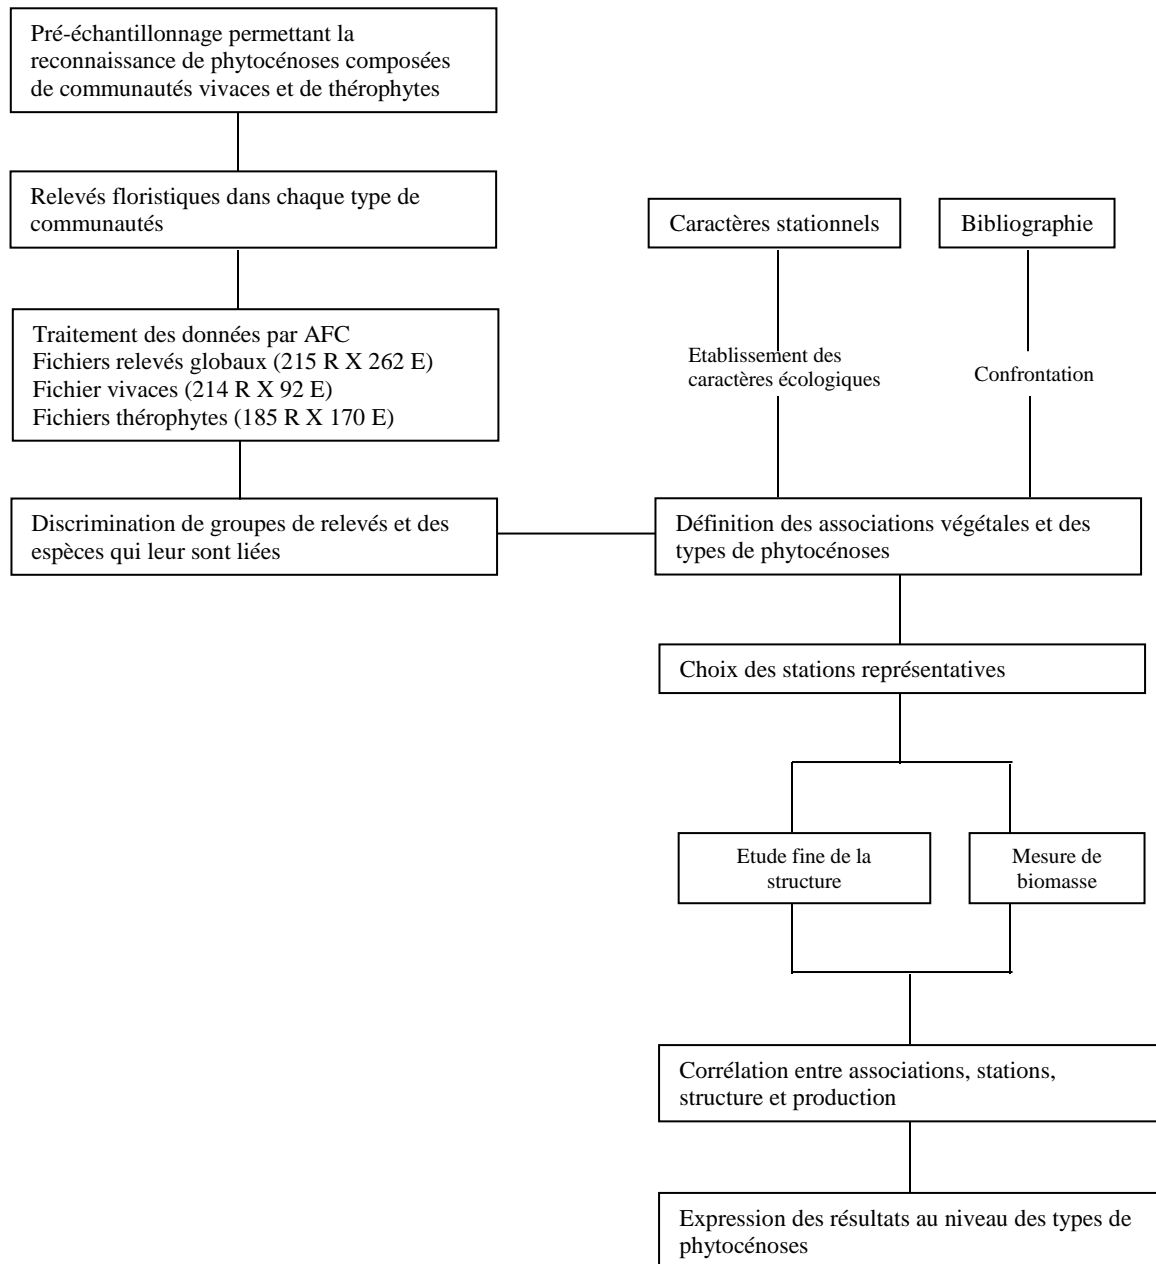 Pré-échantillonnage permettant la
reconnaissance de phytocénoses composées
de communautés vivaces et de thérophytes
Relevés floristiques dans chaque type de
communautés
Caractères stationnels
Bibliographie
Traitement des données par AFC
Fichiers relevés globaux (215 R X 262 E)
Fichier vivaces (214 R X 92 E)
Fichiers thérophytes (185 R X 170 E)
Etablissement des
caractères écologiques
Confrontation
Discrimination de groupes de relevés et des
espèces qui leur sont liées
Définition des associations végétales et des
types de phytocénoses
Choix des stations représentatives
Etude fine de la
structure
Mesure de
biomasse
Corrélation entre associations, stations,
structure et production
Expression des résultats au niveau des types de
phytocénoses